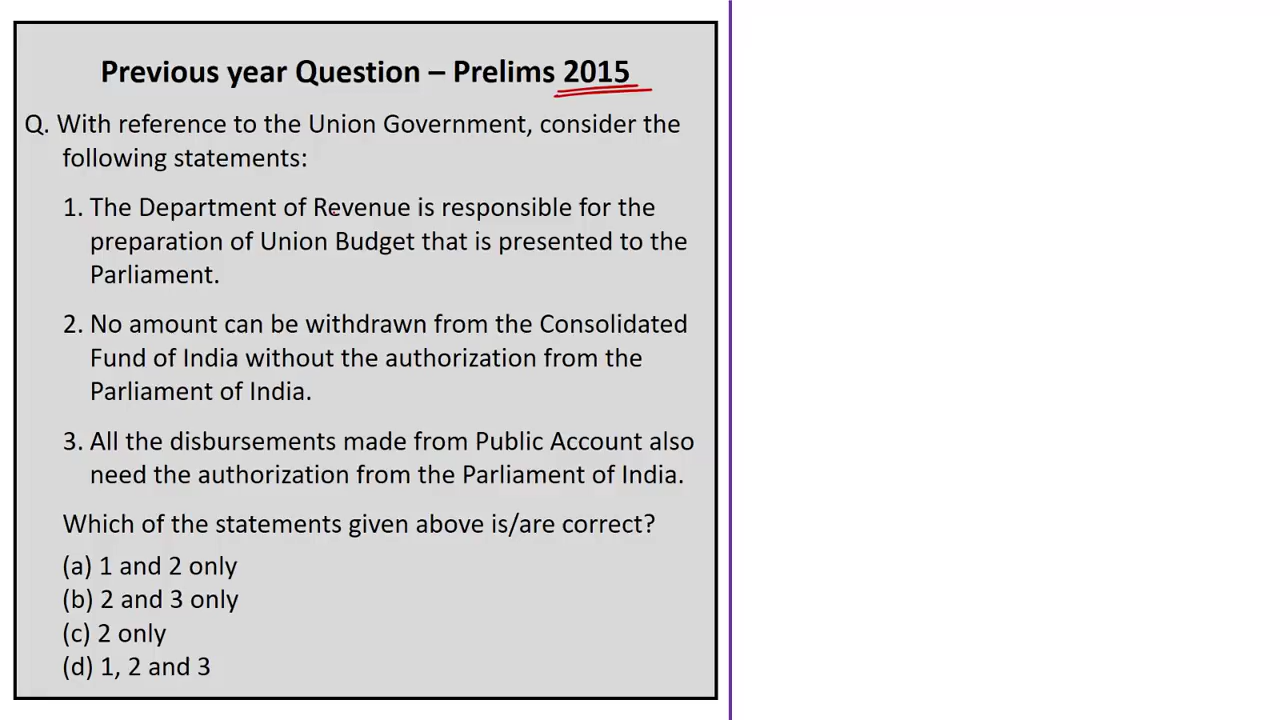 Previous year Question – Prelims 2015
Q. With reference to the Union Government, consider the
following statements:
1. The Department of Revenue is responsible for the
preparation of Union Budget that is presented to the
Parliament.
2. No amount can be withdrawn from the Consolidated
Fund of India without the authorization from the
Parliament of India.
3. All the disbursements made from Public Account also
need the authorization from the Parliament of India.
Which of the statements given above is/are correct?
(a) 1 and 2 only
(b) 2 and 3 only
(c) 2 only
(d) 1, 2 and 3